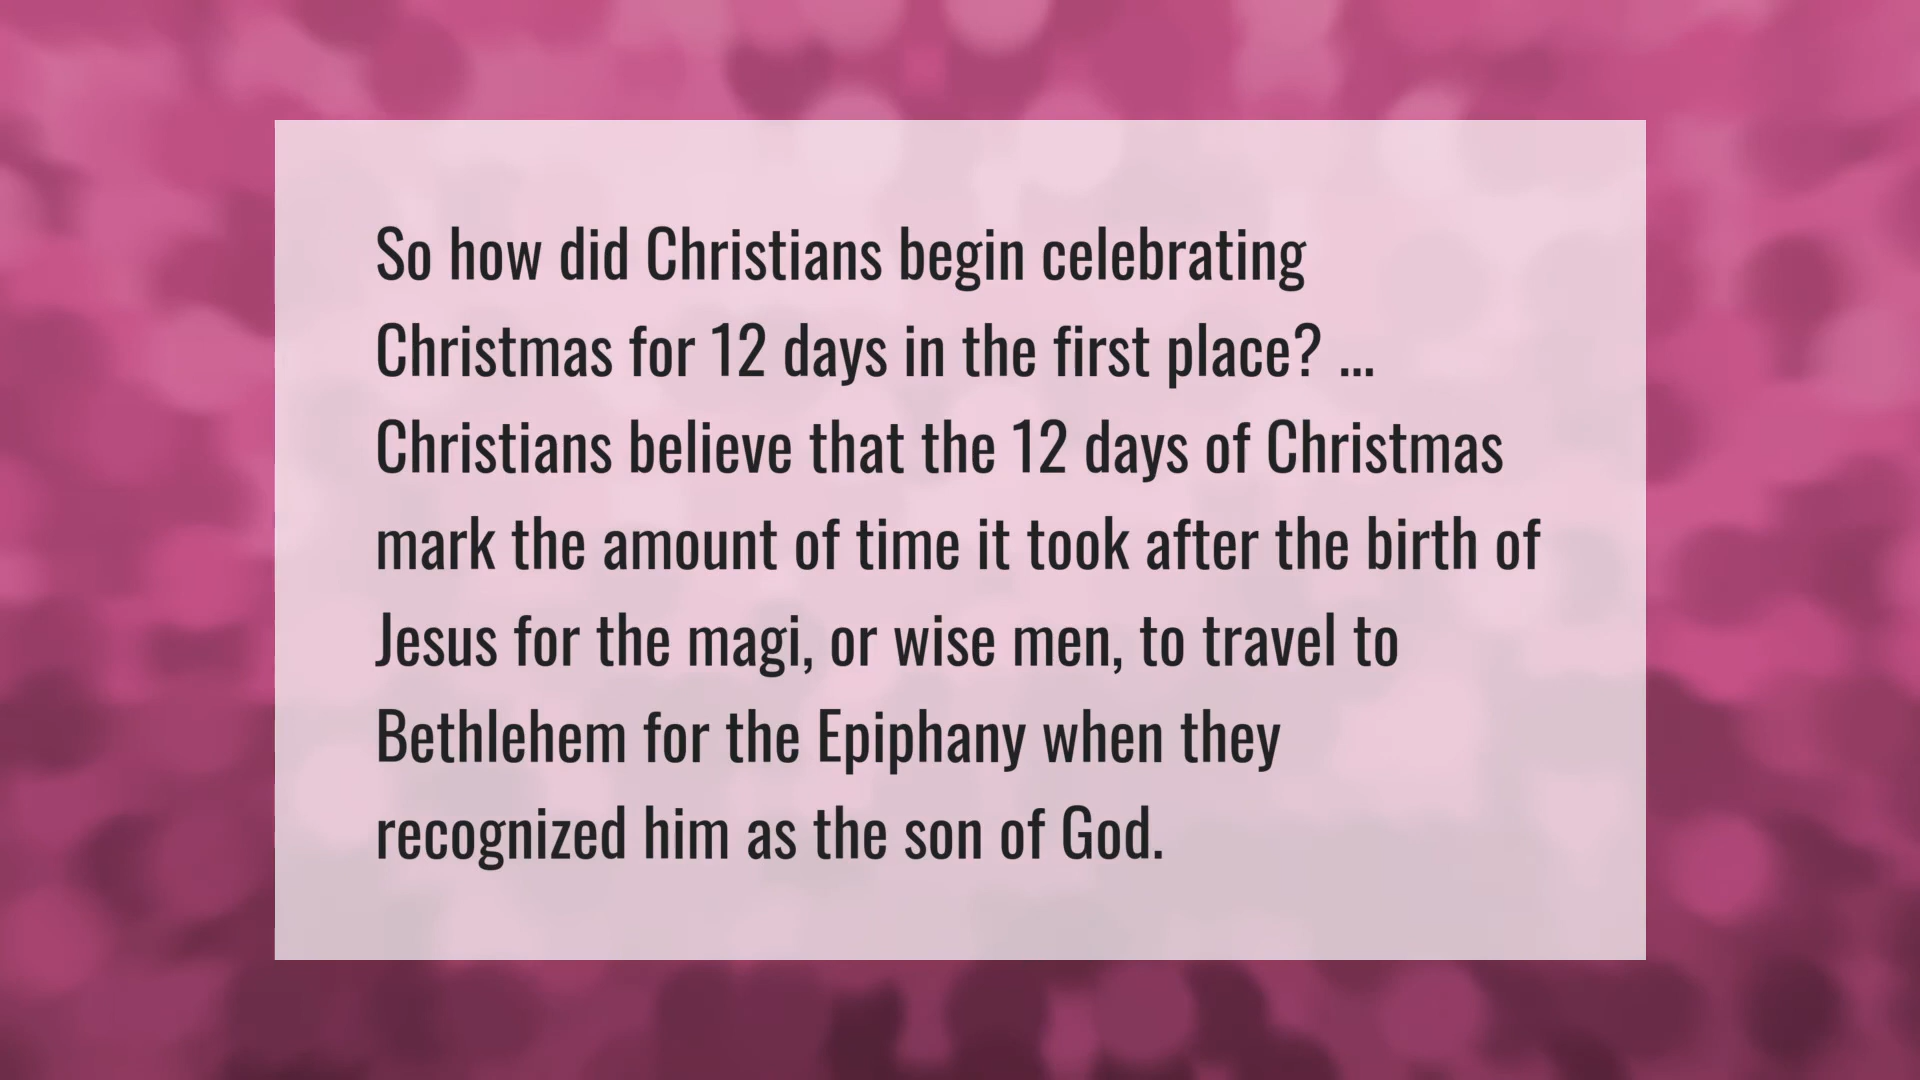 So how did Christians begin celebrating
Christmas for 12 days in the first place? ...
Christians believe that the 12 days of Christmas
mark the amount of time it took after the birth of
Jesus for the magi, or wise men, to travel to
Bethlehem for the Epiphany when they
recognized him as the son of God.